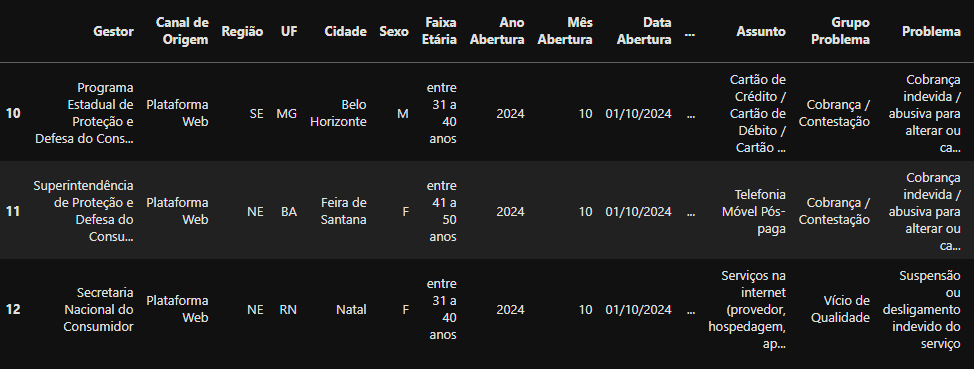 Gestor Canal de Origem Região UF Cidade Sexo Faixa Etária Ano Abertura Mês Abertura Data Abertura ... Assunto Grupo Problema Problema
10 Programa Estadual de Proteção e Defesa do Cons... Plataforma Web SE MG Belo Horizonte M entre 31 a 40 anos 2024 10 01/10/2024 ... Cartão de Crédito / Cartão de Débito / Cartão ... Cobrança / Contestação Cobrança indevida / abusiva para alterar ou ca...
11 Superintendência de Proteção e Defesa do Consu... Plataforma Web NE BA Feira de Santana F entre 41 a 50 anos 2024 10 01/10/2024 ... Telefonia Móvel Pós-paga Cobrança / Contestação Cobrança indevida / abusiva para alterar ou ca...
12 Secretaria Nacional do Consumidor Plataforma Web NE RN Natal F entre 31 a 40 anos 2024 10 01/10/2024 ... Serviços na internet (provedor, hospedagem, ap... Vício de Qualidade Suspensão ou desligamento indevido do serviço